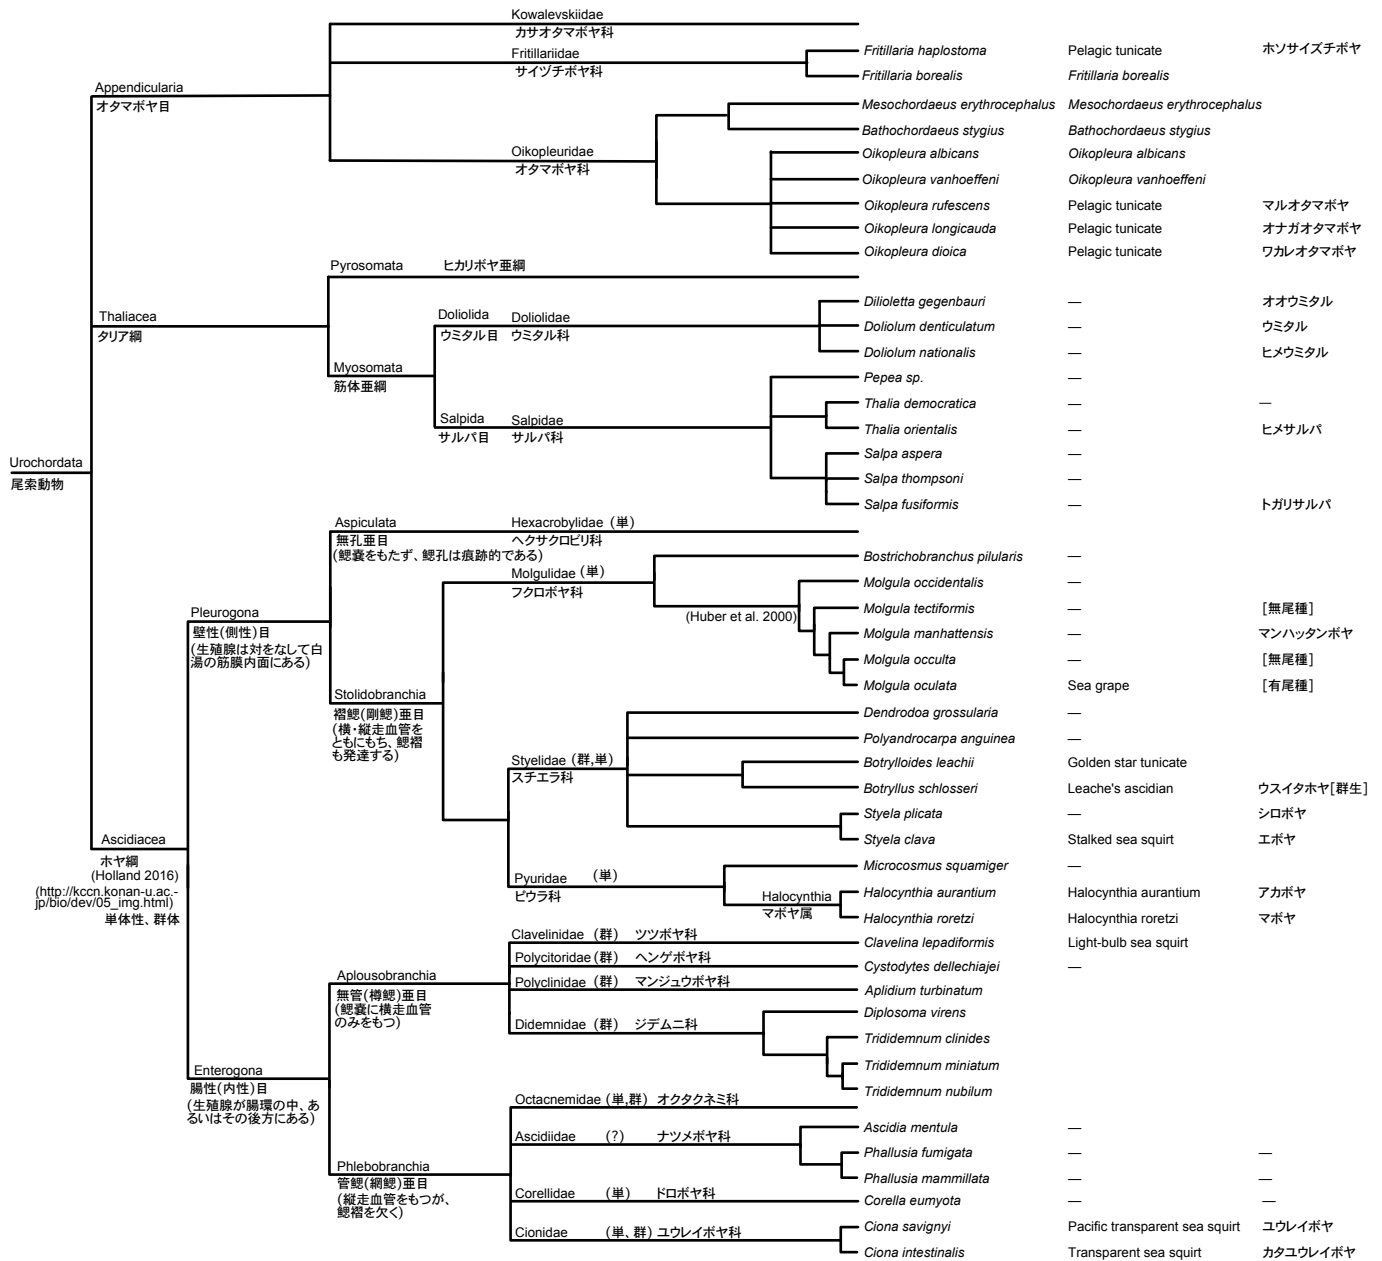 Kowalevskiidae
カサオタマボヤ科
Fritillariidae
サイヅチボヤ科
Fritillaria haplostoma Pelagic tunicate ホソサイズチボヤ
Fritillaria borealis Fritillaria borealis
Appendicularia
オタマボヤ目
Mesochordaeus erythrocephalus Mesochordaeus erythrocephalus
Bathochordaeus stygius Bathochordaeus stygius
Oikopleuridae
オタマボヤ科
Oikopleura albicans Oikopleura albicans
Oikopleura vanhoeffeni Oikopleura vanhoeffeni
Oikopleura rufescens Pelagic tunicate マルオタマボヤ
Oikopleura longicauda Pelagic tunicate オナガオタマボヤ
Oikopleura dioica Pelagic tunicate ワカレオタマボヤ
Pyrosomata ヒカリボヤ亜綱
Thaliacea
タリア綱
Doliolida Doliolidae
ウミタル目 ウミタル科
Dilioletta gegenbauri — オオウミタル
Doliolum denticulatum — ウミタル
Doliolum nationalis — ヒメウミタル
Myosomata
筋体亜綱
Pepea sp. —
Thalia democratica — —
Salpida Salpidae
サルパ目 サルパ科
Thalia orientalis — ヒメサルパ
Salpa aspera —
Salpa thompsoni —
Salpa fusiformis — トガリサルパ
Urochordata
尾索動物
Aspiculata Hexacrobylidae (単)
無孔亜目 ヘクサクロビリ科
(鰓嚢をもたず、鰓孔は痕跡的である)
Molgulidae (単)
フクロボヤ科
Bostrichobranchus pilularis —
Molgula occidentalis —
(Huber et al. 2000)
Molgula tectiformis — [無尾種]
Molgula manhattensis — マンハッタンボヤ
Molgula occulta — [無尾種]
Molgula oculata Sea grape [有尾種]
Pleurogona
壁性(側性)目
(生殖腺は対をなして白
湯の筋膜内面にある)
Stolidobranchia
褶鰓(剛鰓)亜目
(横・縦走血管を
ともにもち、鰓褶
も発達する)
Dendrodoa grossularia —
Polyandrocarpa anguinea —
Styelidae (群,単)
スチエラ科
Botrylloides leachii Golden star tunicate
Botryllus schlosseri Leache's ascidian ウスイタホヤ[群生]
Styela plicata — シロボヤ
Styela clava Stalked sea squirt エボヤ
Ascidiacea
ホヤ綱
(Holland 2016)
(http://kccn.konan-u.ac.-
jp/bio/dev/05_img.html)
単体性、群体
Pyuridae (単)
ピウラ科
Microcosmus squamiger —
Halocynthia
マボヤ属
Halocynthia aurantium Halocynthia aurantium アカボヤ
Halocynthia roretzi Halocynthia roretzi マボヤ
Clavelinidae (群) ツツボヤ科
Clavelina lepadiformis Light-bulb sea squirt
Polycitoridae (群) ヘンゲボヤ科
Cystodytes dellechiajei —
Aplousobranchia
無管(樽鰓)亜目
(鰓嚢に横走血管
のみをもつ)
Polyclinidae (群) マンジュウボヤ科
Aplidium turbinatum
Didemnidae (群) ジデムニ科
Diplosoma virens
Trididemnum clinides
Trididemnum miniatum
Trididemnum nubilum
Enterogona
腸性(内性)目
(生殖腺が腸環の中、あ
るいはその後方にある)
Octacnemidae (単,群) オクタクネミ科
Ascidiidae (?) ナツメボヤ科
Ascidia mentula —
Phallusia fumigata — —
Phallusia mammillata — —
Phlebobranchia
管鰓(網鰓)亜目
(縦走血管をもつが、
鰓褶を欠く)
Corellidae (単) ドロボヤ科
Corella eumyota — —
Cionidae (単、群) ユウレイボヤ科
Ciona savignyi Pacific transparent sea squirt ユウレイボヤ
Ciona intestinalis Transparent sea squirt カタユウレイボヤ